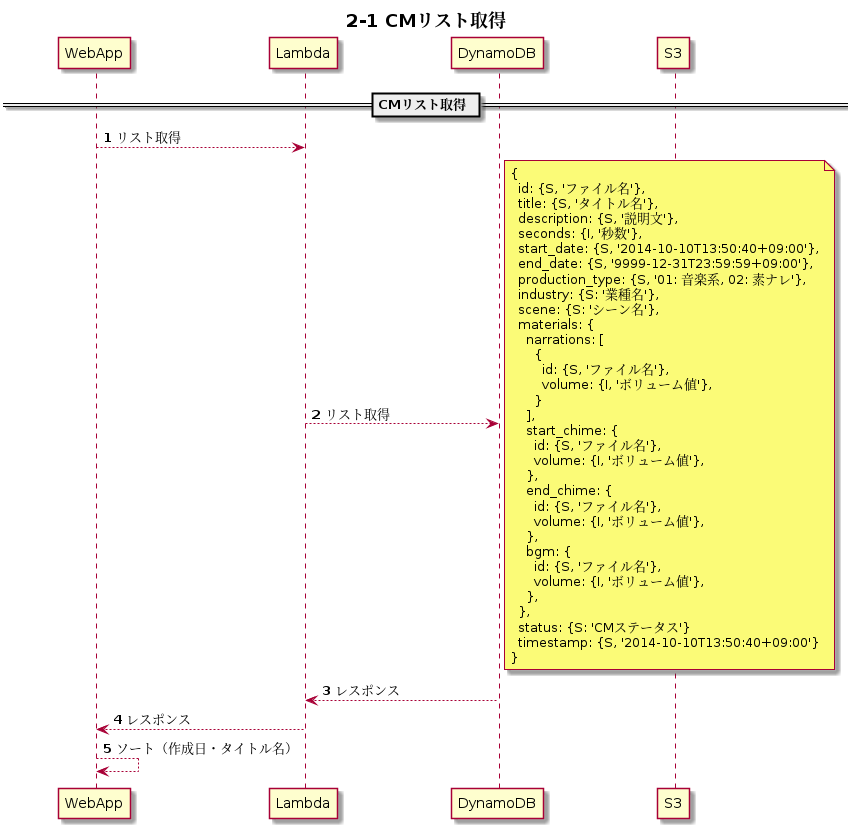 2-1 CMリスト取得
WebApp
Lambda
DynamoDB
S3
CMリスト取得
1 リスト取得
{
id: {S, 'ファイル名'},
title: {S, 'タイトル名'},
description: {S, '説明文'},
seconds: {I, '秒数'},
start_date: {S, '2014-10-10T13:50:40+09:00'},
end_date: {S, '9999-12-31T23:59:59+09:00'},
production_type: {S, '01: 音楽系, 02: 素ナレ'},
industry: {S: '業種名'},
scene: {S: 'シーン名'},
materials: {
narrations: [
{
id: {S, 'ファイル名'},
volume: {I, 'ボリューム値'},
}
],
start_chime: {
id: {S, 'ファイル名'},
volume: {I, 'ボリューム値'},
},
end_chime: {
id: {S, 'ファイル名'},
volume: {I, 'ボリューム値'},
},
bgm: {
id: {S, 'ファイル名'},
volume: {I, 'ボリューム値'},
},
},
status: {S: 'CMステータス'}
timestamp: {S, '2014-10-10T13:50:40+09:00'}
}
2 リスト取得
3 レスポンス
4 レスポンス
5 ソート（作成日・タイトル名）
WebApp
Lambda
DynamoDB
S3